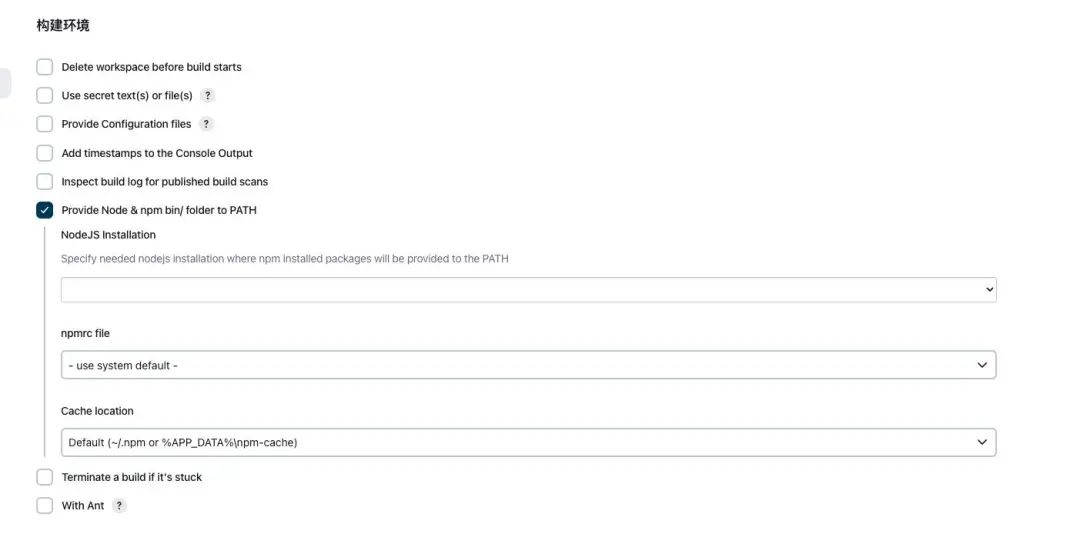 构建环境
Delete workspace before build starts
Use secret text(s) or file(s) ?
Provide Configuration files ?
Add timestamps to the Console Output
Inspect build log for published build scans
Provide Node & npm bin/ folder to PATH
NodeJS Installation
Specify needed nodejs installation where npm installed packages will be provided to the PATH
npmrc file
- use system default -
Cache location
Default (~/.npm or %APP_DATA%\npm-cache)
Terminate a build if it's stuck
With Ant ?